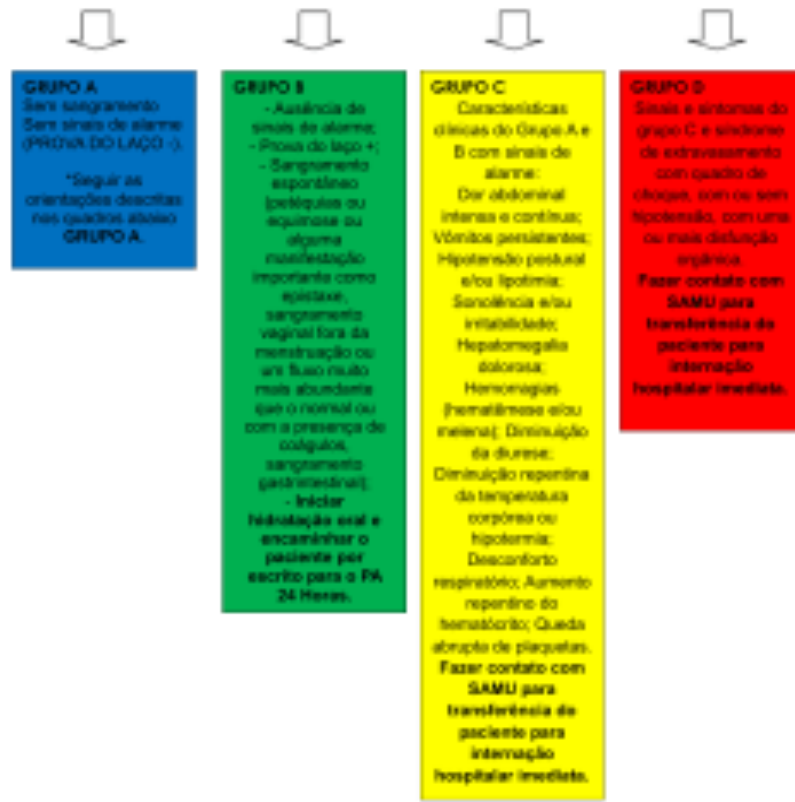 GRUPO A
Sem sangramento
Sem sinais de alarme
(PROVA DO LAÇO -).
*Seguir as
orientações descritas
nos quadros abaixo
GRUPO A.
GRUPO B
- Ausência de
sinais de alarme;
- Prova do laço +;
- Sangramento
espontâneo
(petéquias ou
equimose ou
alguma
manifestação
importante como
epistaxe,
sangramento
vaginal fora da
menstruação ou
um fluxo muito
mais abundante
que o normal ou
com a presença de
coágulos,
sangramento
gastrintestinal);
- Iniciar
hidratação oral e
encaminhar o
paciente por
escrito para o PA
24 Horas.
GRUPO C
Características
clínicas do Grupo A e
B com sinais de
alarme:
Dor abdominal
intensa e contínua;
Vômitos persistentes;
Hipotensão postural
e/ou lipotimia;
Sonolência e/ou
irritabilidade;
Hepatomegalia
dolorosa;
Hemorragias
(hematêmese e/ou
melena); Diminuição
da diurese;
Diminuição repentina
da temperatura
corpórea ou
hipotermia;
Desconforto
respiratório; Aumento
repentino do
hematócrito; Queda
abrupta de plaquetas.
Fazer contato com
SAMU para
transferência do
paciente para
internação
hospitalar imediata.
GRUPO D
Sinais e sintomas do
grupo C e síndrome
de extravasamento
com quadro de
choque, com ou sem
hipotensão, com uma
ou mais disfunção
orgânica.
Fazer contato com
SAMU para
transferência do
paciente para
internação
hospitalar imediata.